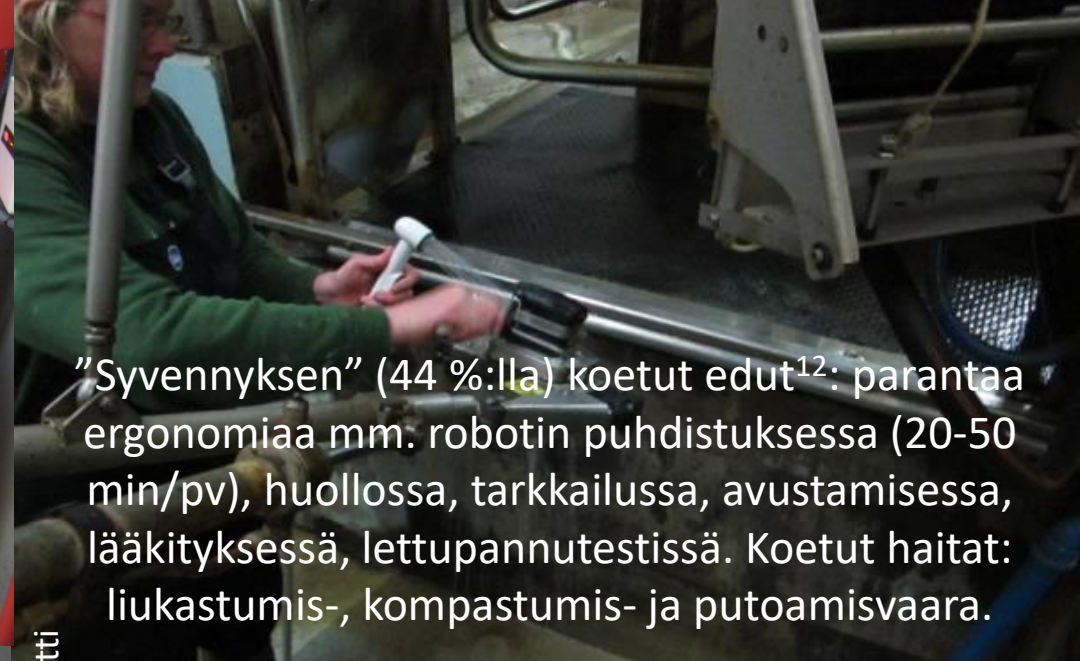 ”Syvennyksen” (44 %:lla) koetut edut¹²: parantaa
ergonomiaa mm. robotin puhdistuksessa (20-50
min/pv), huollossa, tarkkailussa, avustamisessa,
lääkityksessä, lettupannutestissä. Koetut haitat:
liukastumis-, kompastumis- ja putoamisvaara.
tti